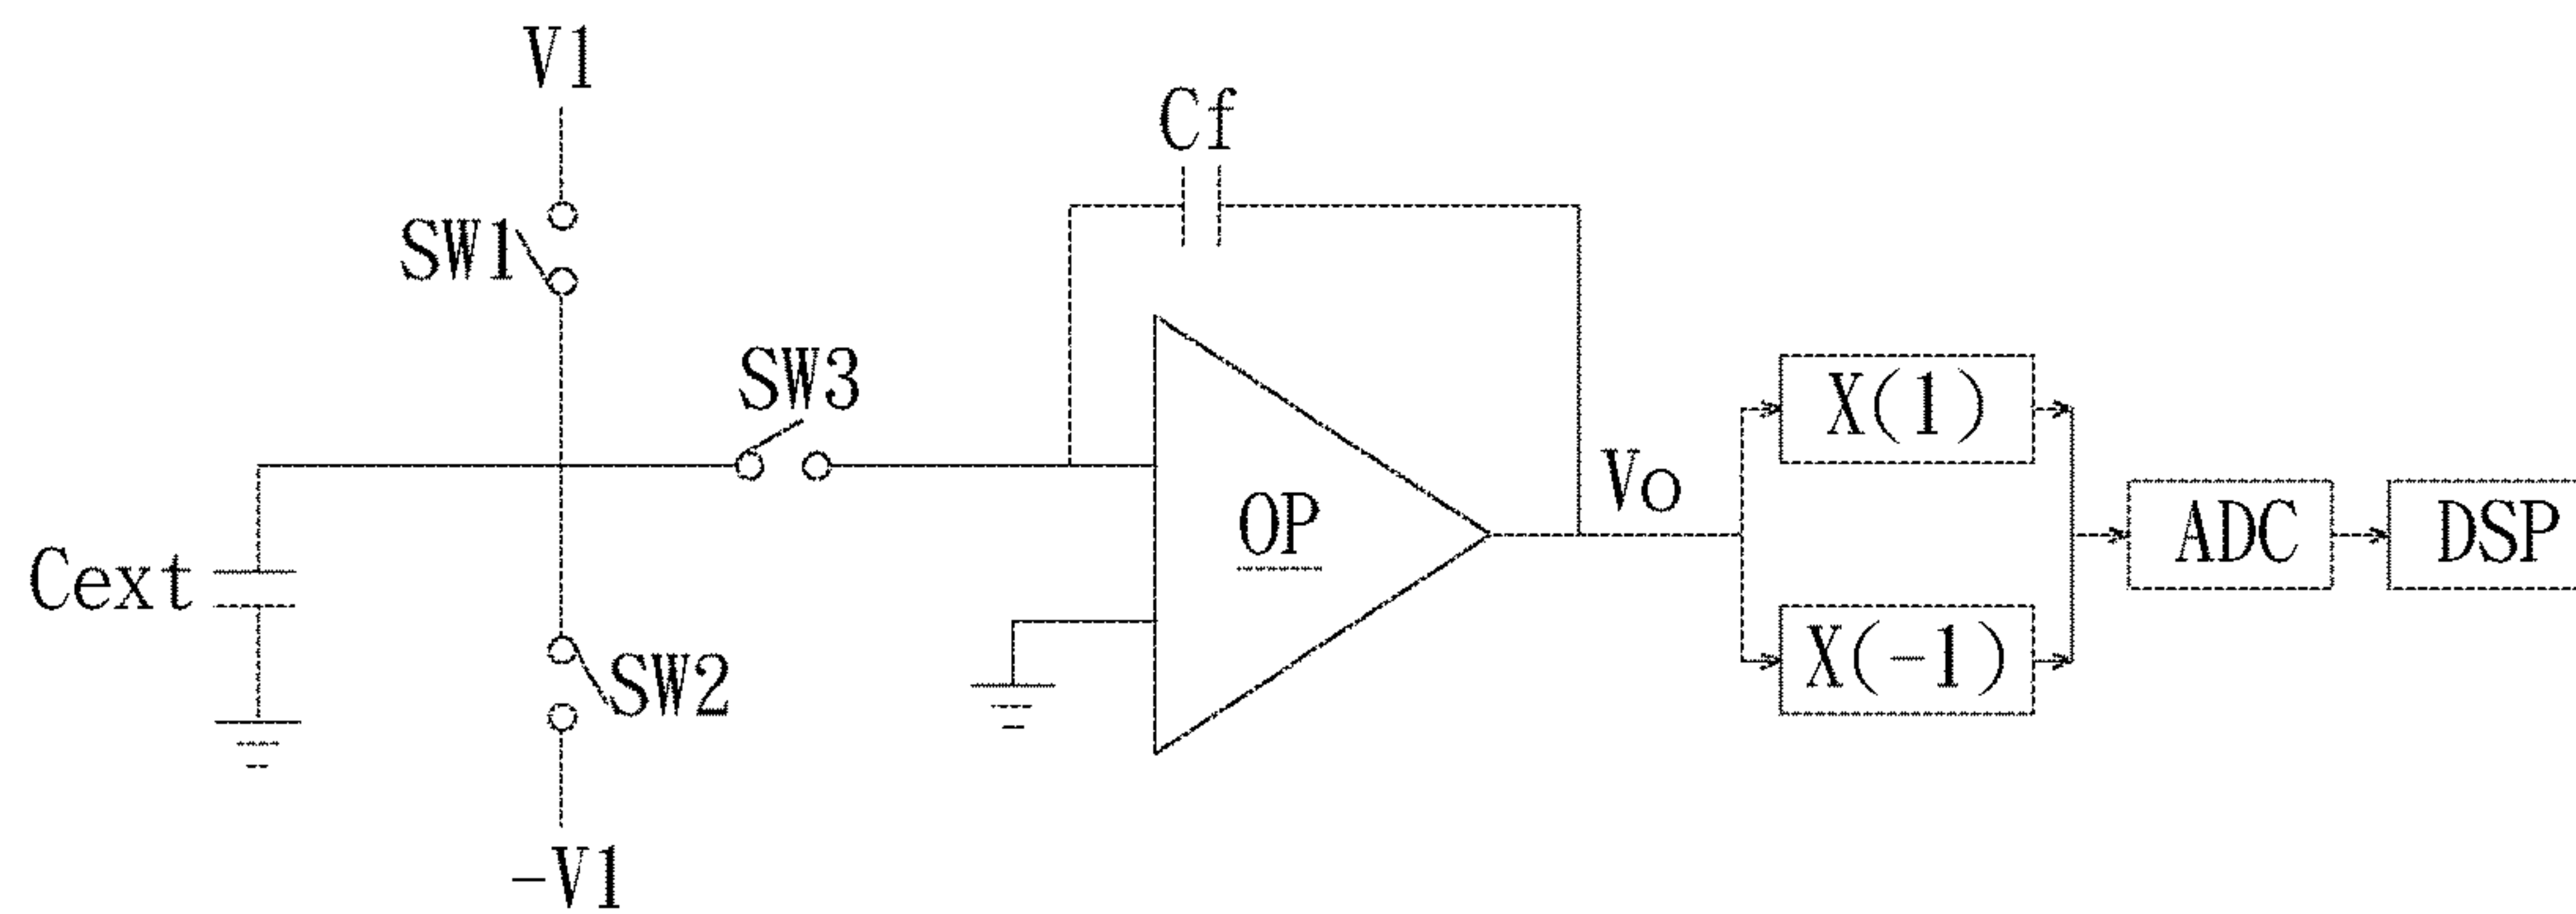 V1
Cf
SW1
SW3
X(1)
Vo
OP
ADC
DSP
Cext
SW2
X(-1)
-V1